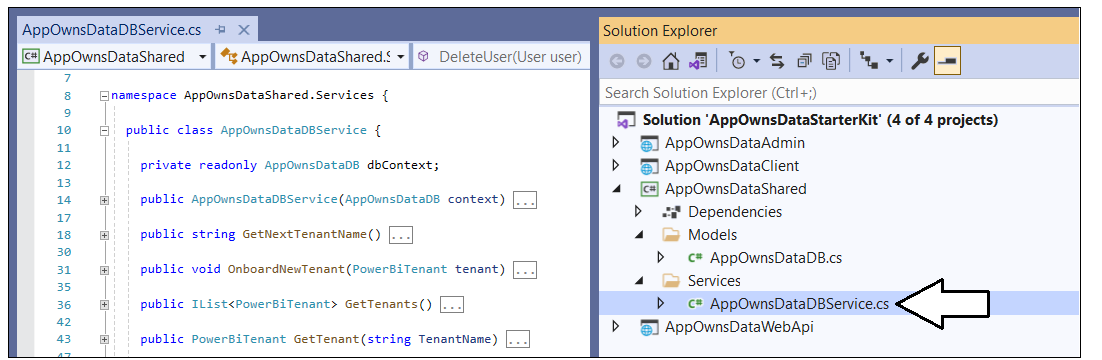 AppOwnsDataDBService.cs
AppOwnsDataShared
AppOwnsDataShared.S
DeleteUser(User user)
7
8 namespace AppOwnsDataShared.Services {
9
10 public class AppOwnsDataDBService {
11
12 private readonly AppOwnsDataDB dbContext;
13
14 public AppOwnsDataDBService(AppOwnsDataDB context) ...
17
18 public string GetNextTenantName() ...
30
31 public void OnboardNewTenant(PowerBiTenant tenant) ...
35
36 public IList<PowerBiTenant> GetTenants() ...
42
43 public PowerBiTenant GetTenant(string TenantName) ...
47
Solution Explorer
Search Solution Explorer (Ctrl+;)
Solution 'AppOwnsDataStarterKit' (4 of 4 projects)
AppOwnsDataAdmin
AppOwnsDataClient
C# AppOwnsDataShared
Dependencies
Models
C# AppOwnsDataDB.cs
Services
C# AppOwnsDataDBService.cs
AppOwnsDataWebApi